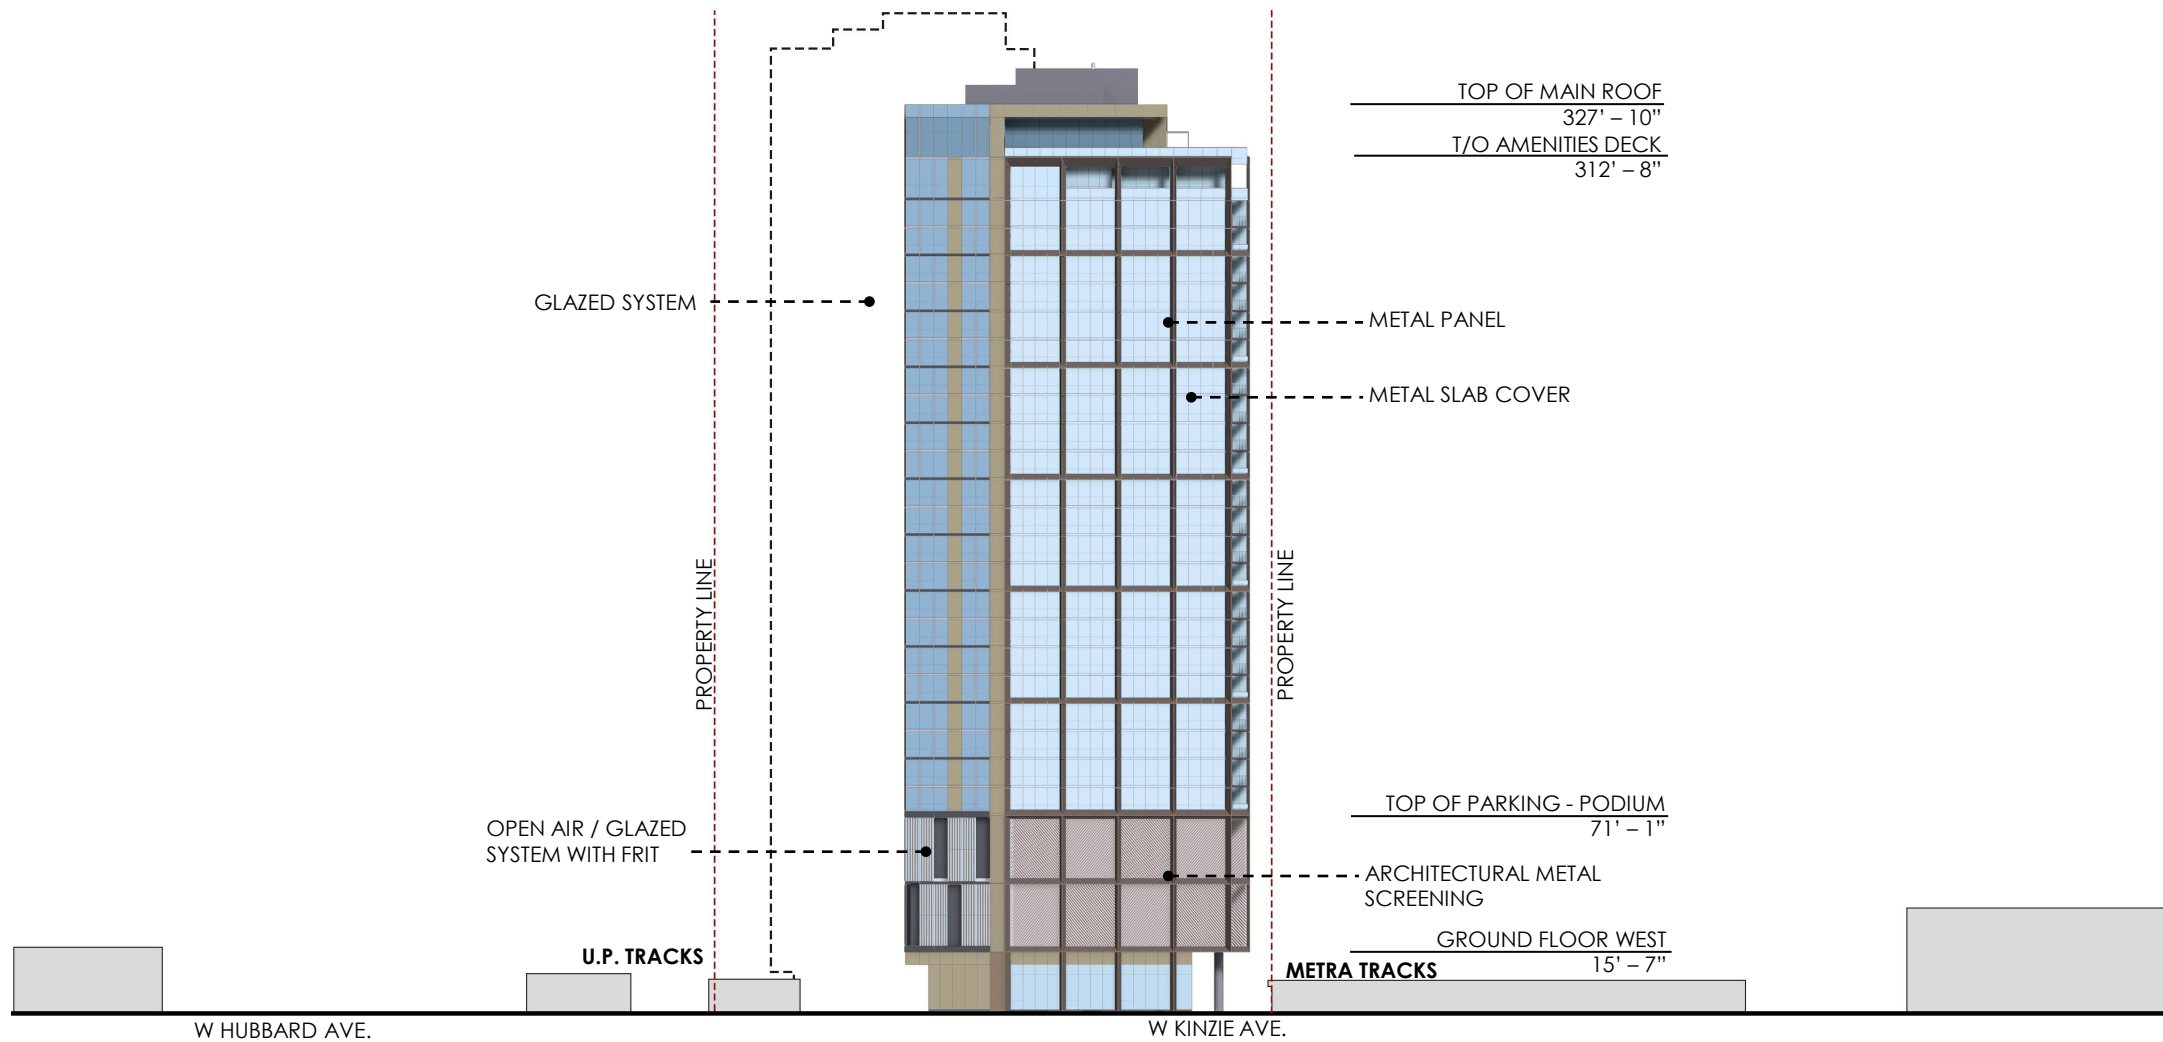 TOP OF MAIN ROOF
327’ – 10”
T/O AMENITIES DECK
312’ – 8”
GLAZED SYSTEM
METAL PANEL
METAL SLAB COVER
PROPERTY LINE
PROPERTY LINE
TOP OF PARKING - PODIUM
71’ – 1”
OPEN AIR / GLAZED
SYSTEM WITH FRIT
ARCHITECTURAL METAL
SCREENING
GROUND FLOOR WEST
15’ – 7”
U.P. TRACKS
METRA TRACKS
W HUBBARD AVE.
W KINZIE AVE.